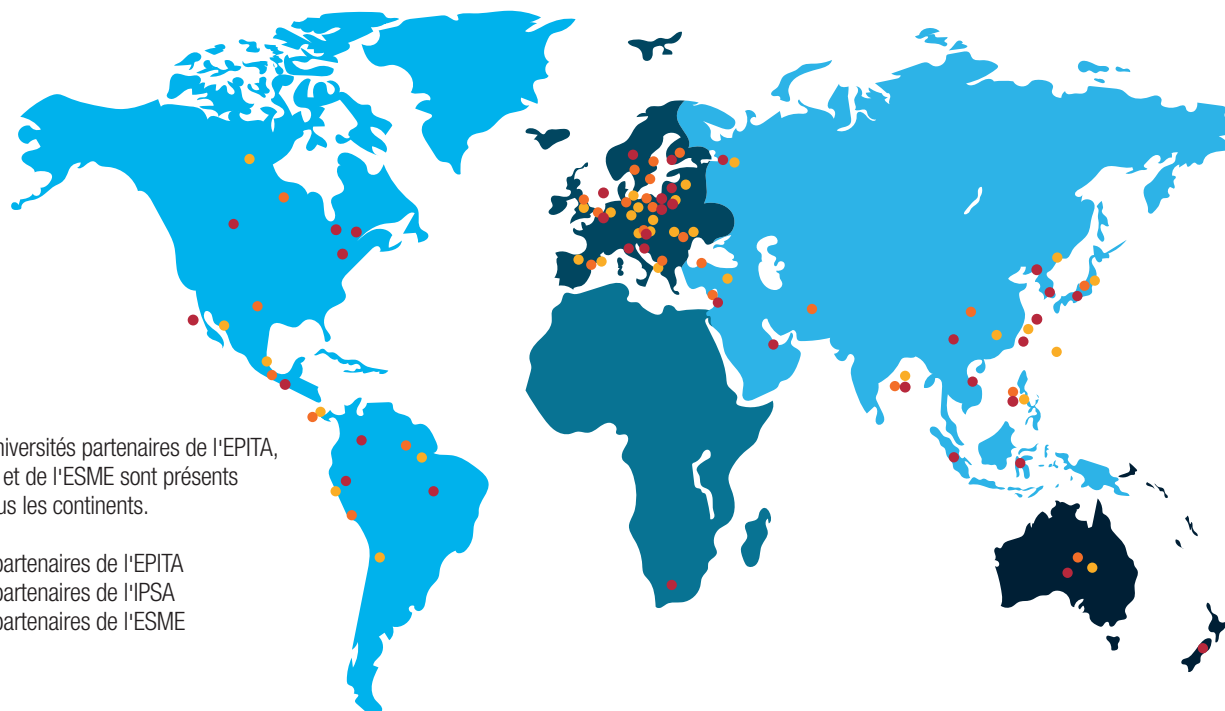 niversités partenaires de l'EPITA,
et de l'ESME sont présents
us les continents.
partenaires de l'EPITA
partenaires de l'IPSA
partenaires de l'ESME